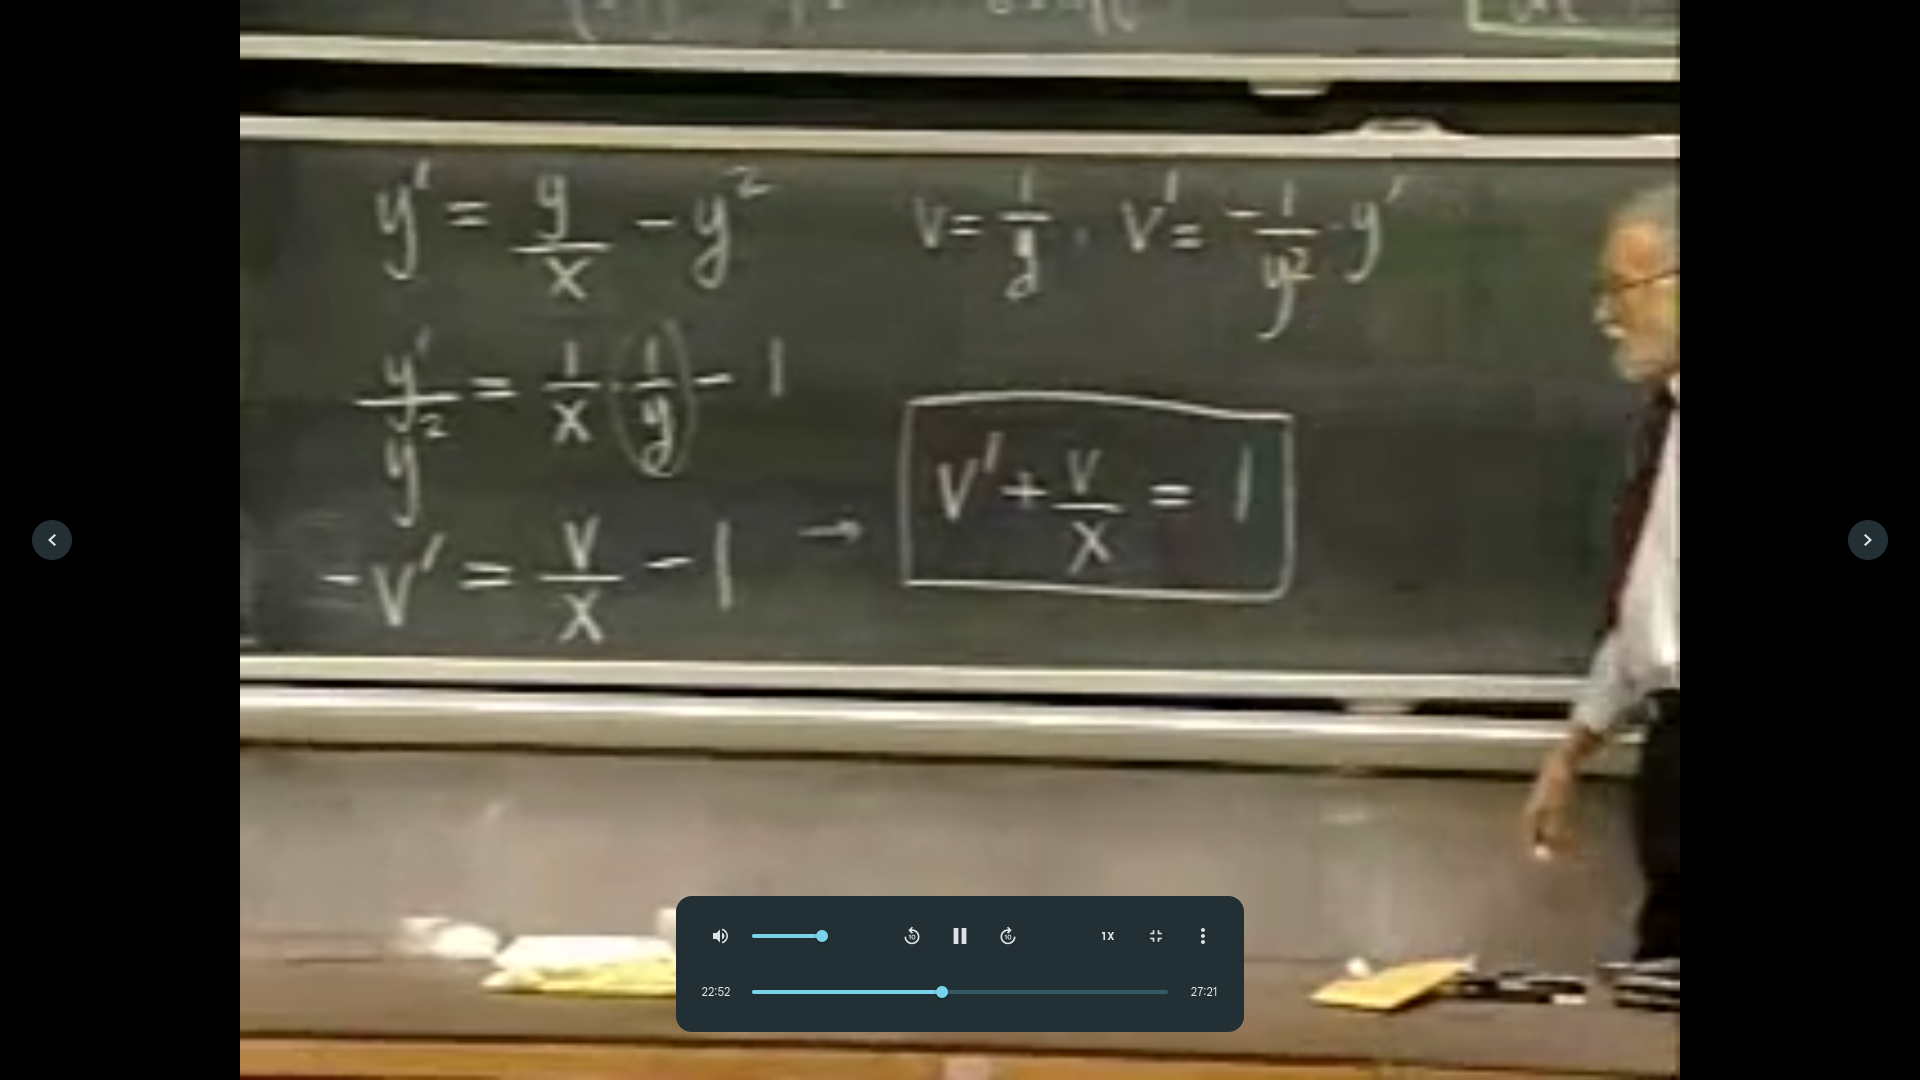 y' = y/x - y²
v = 1/y . v' = -1/y² · y'
y'/y² = 1/x · 1/y - 1
-v' = v/x - 1 → v' + v/x = 1
1X
22:52 27:21